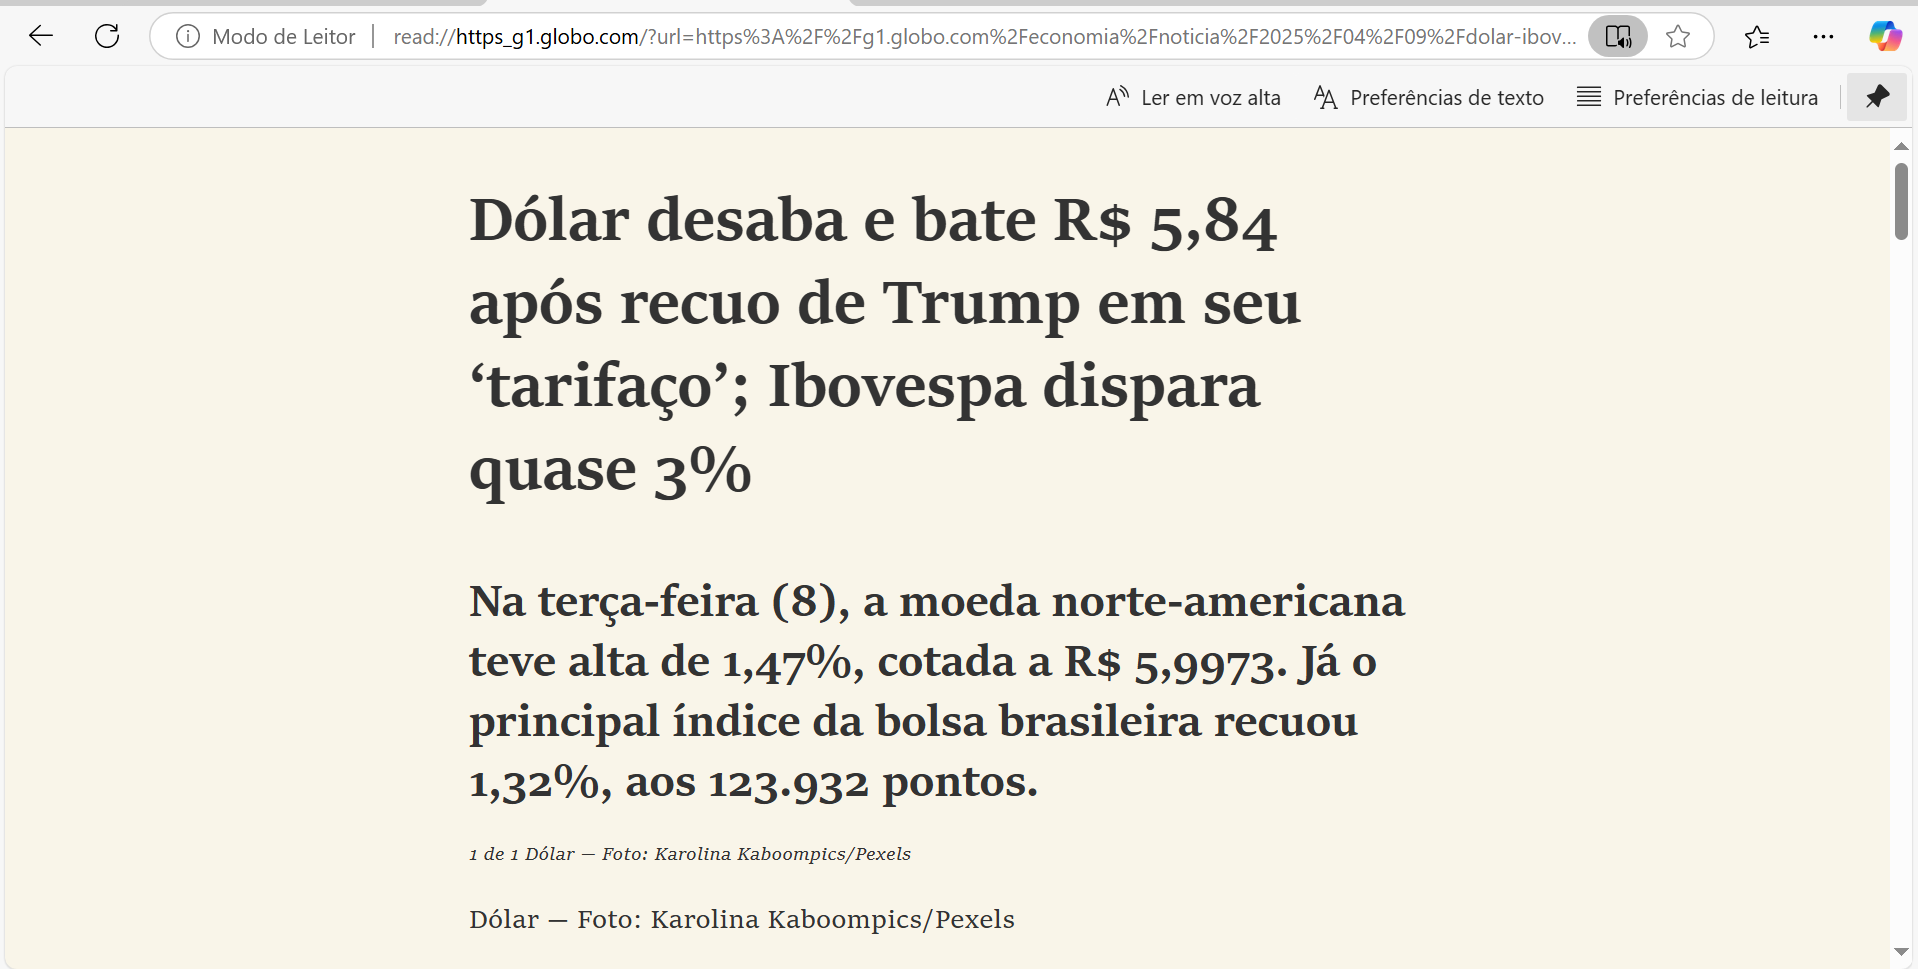 Modo de Leitor
read://https_g1.globo.com/?url=https%3A%2F%2Fg1.globo.com%2Feconomia%2Fnoticia%2F2025%2F04%2F09%2Fdolar-ibov...
Ler em voz alta
Preferências de texto
Preferências de leitura
Dólar desaba e bate R$ 5,84
após recuo de Trump em seu
‘tarifaço’; Ibovespa dispara
quase 3%
Na terça-feira (8), a moeda norte-americana
teve alta de 1,47%, cotada a R$ 5,9973. Já o
principal índice da bolsa brasileira recuou
1,32%, aos 123.932 pontos.
1 de 1 Dólar — Foto: Karolina Kaboompics/Pexels
Dólar — Foto: Karolina Kaboompics/Pexels